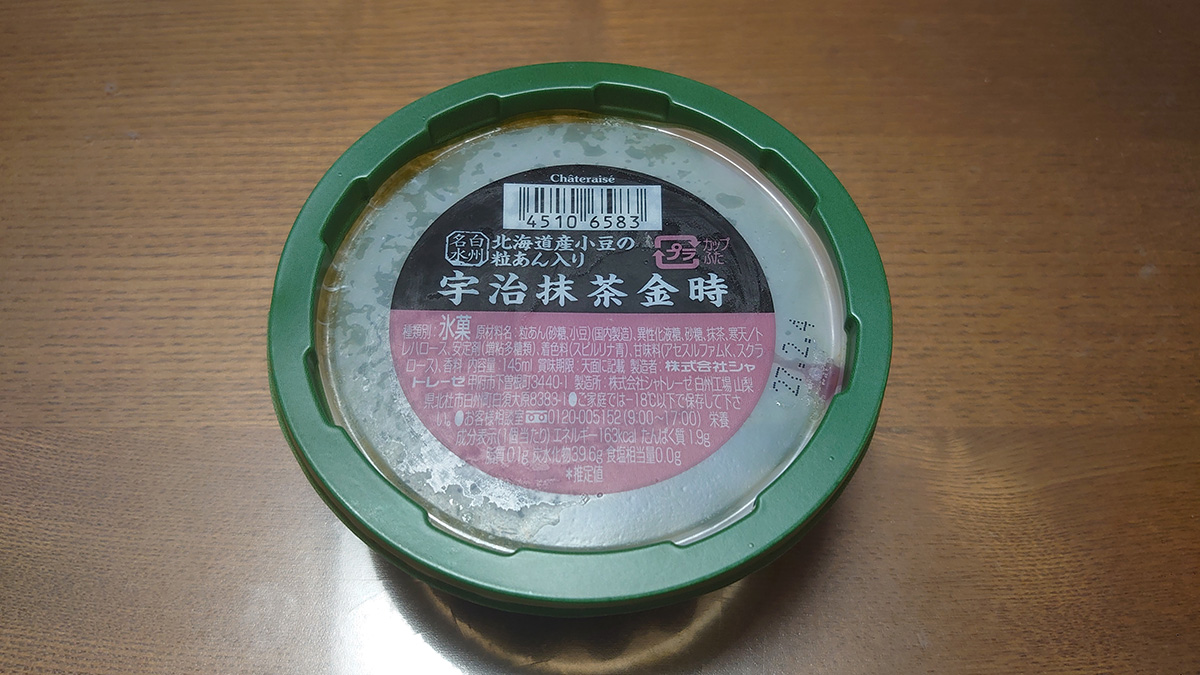 Châteraisé
4510 6583
白州
名水
北海道産小豆の
粒あん入り
プラ
カップ
ふた
宇治抹茶金時
種類別:氷菓 原材料名:粒あん(砂糖、小豆)(国内製造)、異性化液糖、砂糖、抹茶、寒天/ト
レハロース、安定剤(増粘多糖類)、着色料(スピルリナ青)、甘味料(アセスルファムK、スクラ
ロース)、香料 内容量:145ml 賞味期限:天面に記載 製造者:株式会社シャ
トレーゼ 甲府市下曽根町3440-1 製造所:株式会社シャトレーゼ白州工場 山梨
県北杜市白州町白須大原8383-1●ご家庭では-18℃以下で保存して下さ
い。●お客様相談室 0120-005152(9:00~17:00) 栄養
成分表示(1個当たり)エネルギー163kcal たんぱく質1.9g
脂質0.1g 炭水化物39.6g 食塩相当量0.0g
*推定値
27.2.4